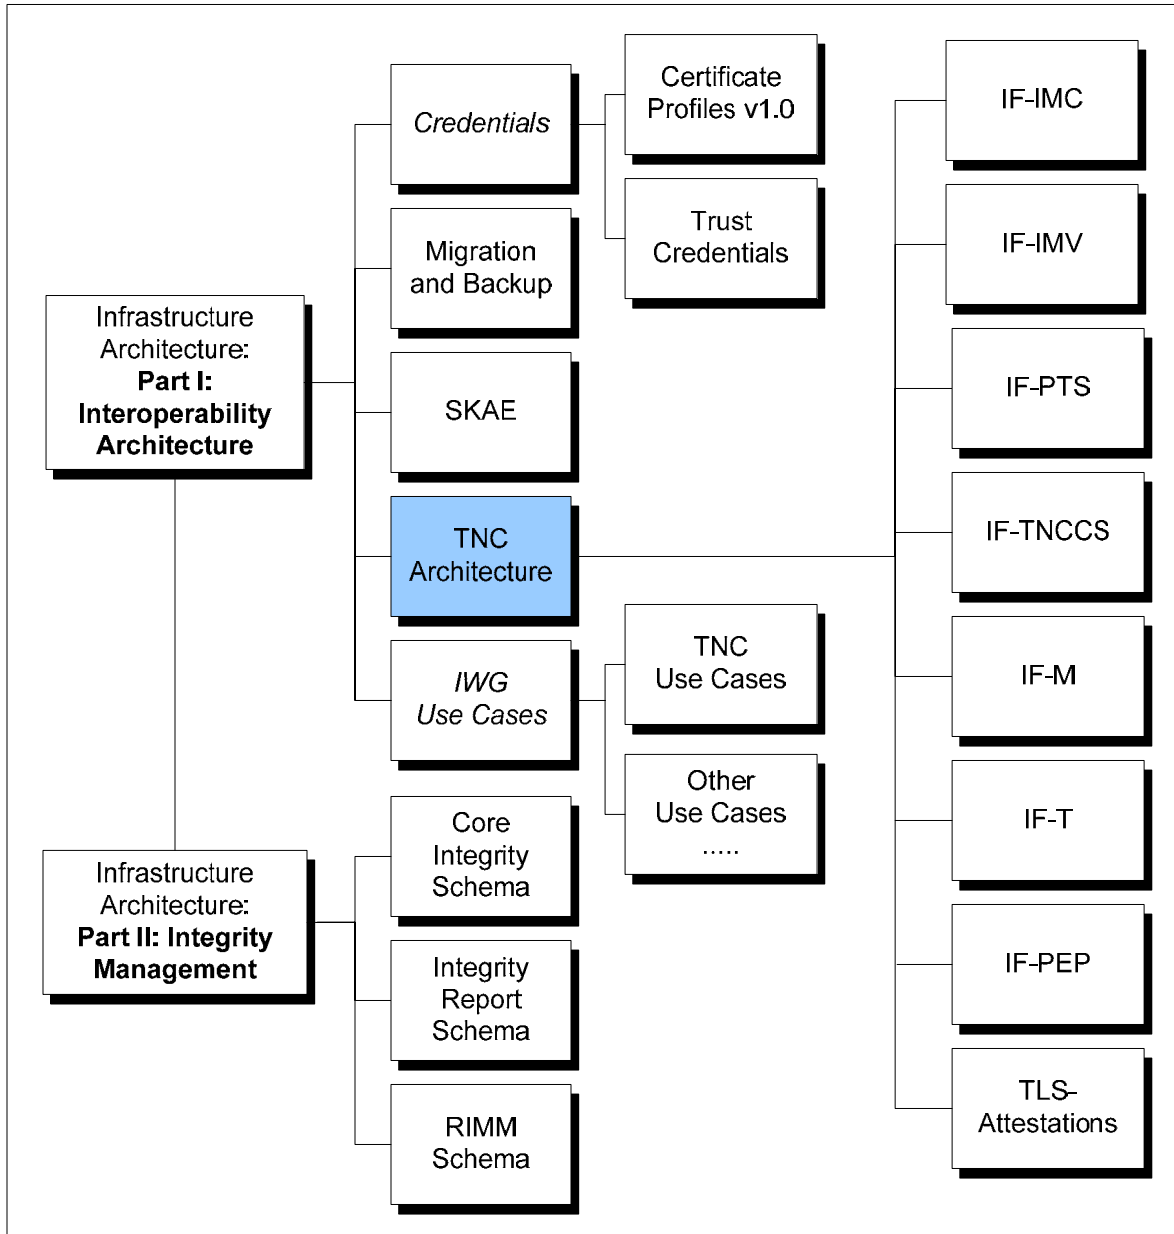 Infrastructure
Architecture:
Part I:
Interoperability
Architecture
Infrastructure
Architecture:
Part II: Integrity
Management
Credentials
Migration
and Backup
SKAE
TNC
Architecture
IWG
Use Cases
Core
Integrity
Schema
Integrity
Report
Schema
RIMM
Schema
Certificate
Profiles v1.0
Trust
Credentials
TNC
Use Cases
Other
Use Cases
.....
IF-IMC
IF-IMV
IF-PTS
IF-TNCCS
IF-M
IF-T
IF-PEP
TLS-
Attestations